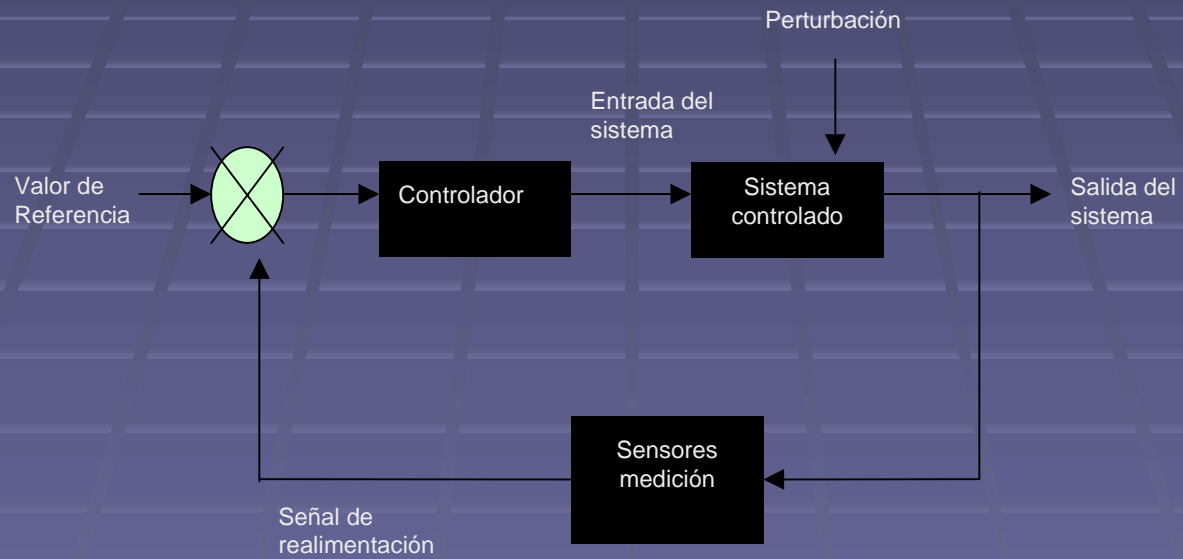 Perturbación
Entrada del
sistema
Valor de
Referencia
Controlador
Sistema
controlado
Salida del
sistema
Sensores
medición
Señal de
realimentación